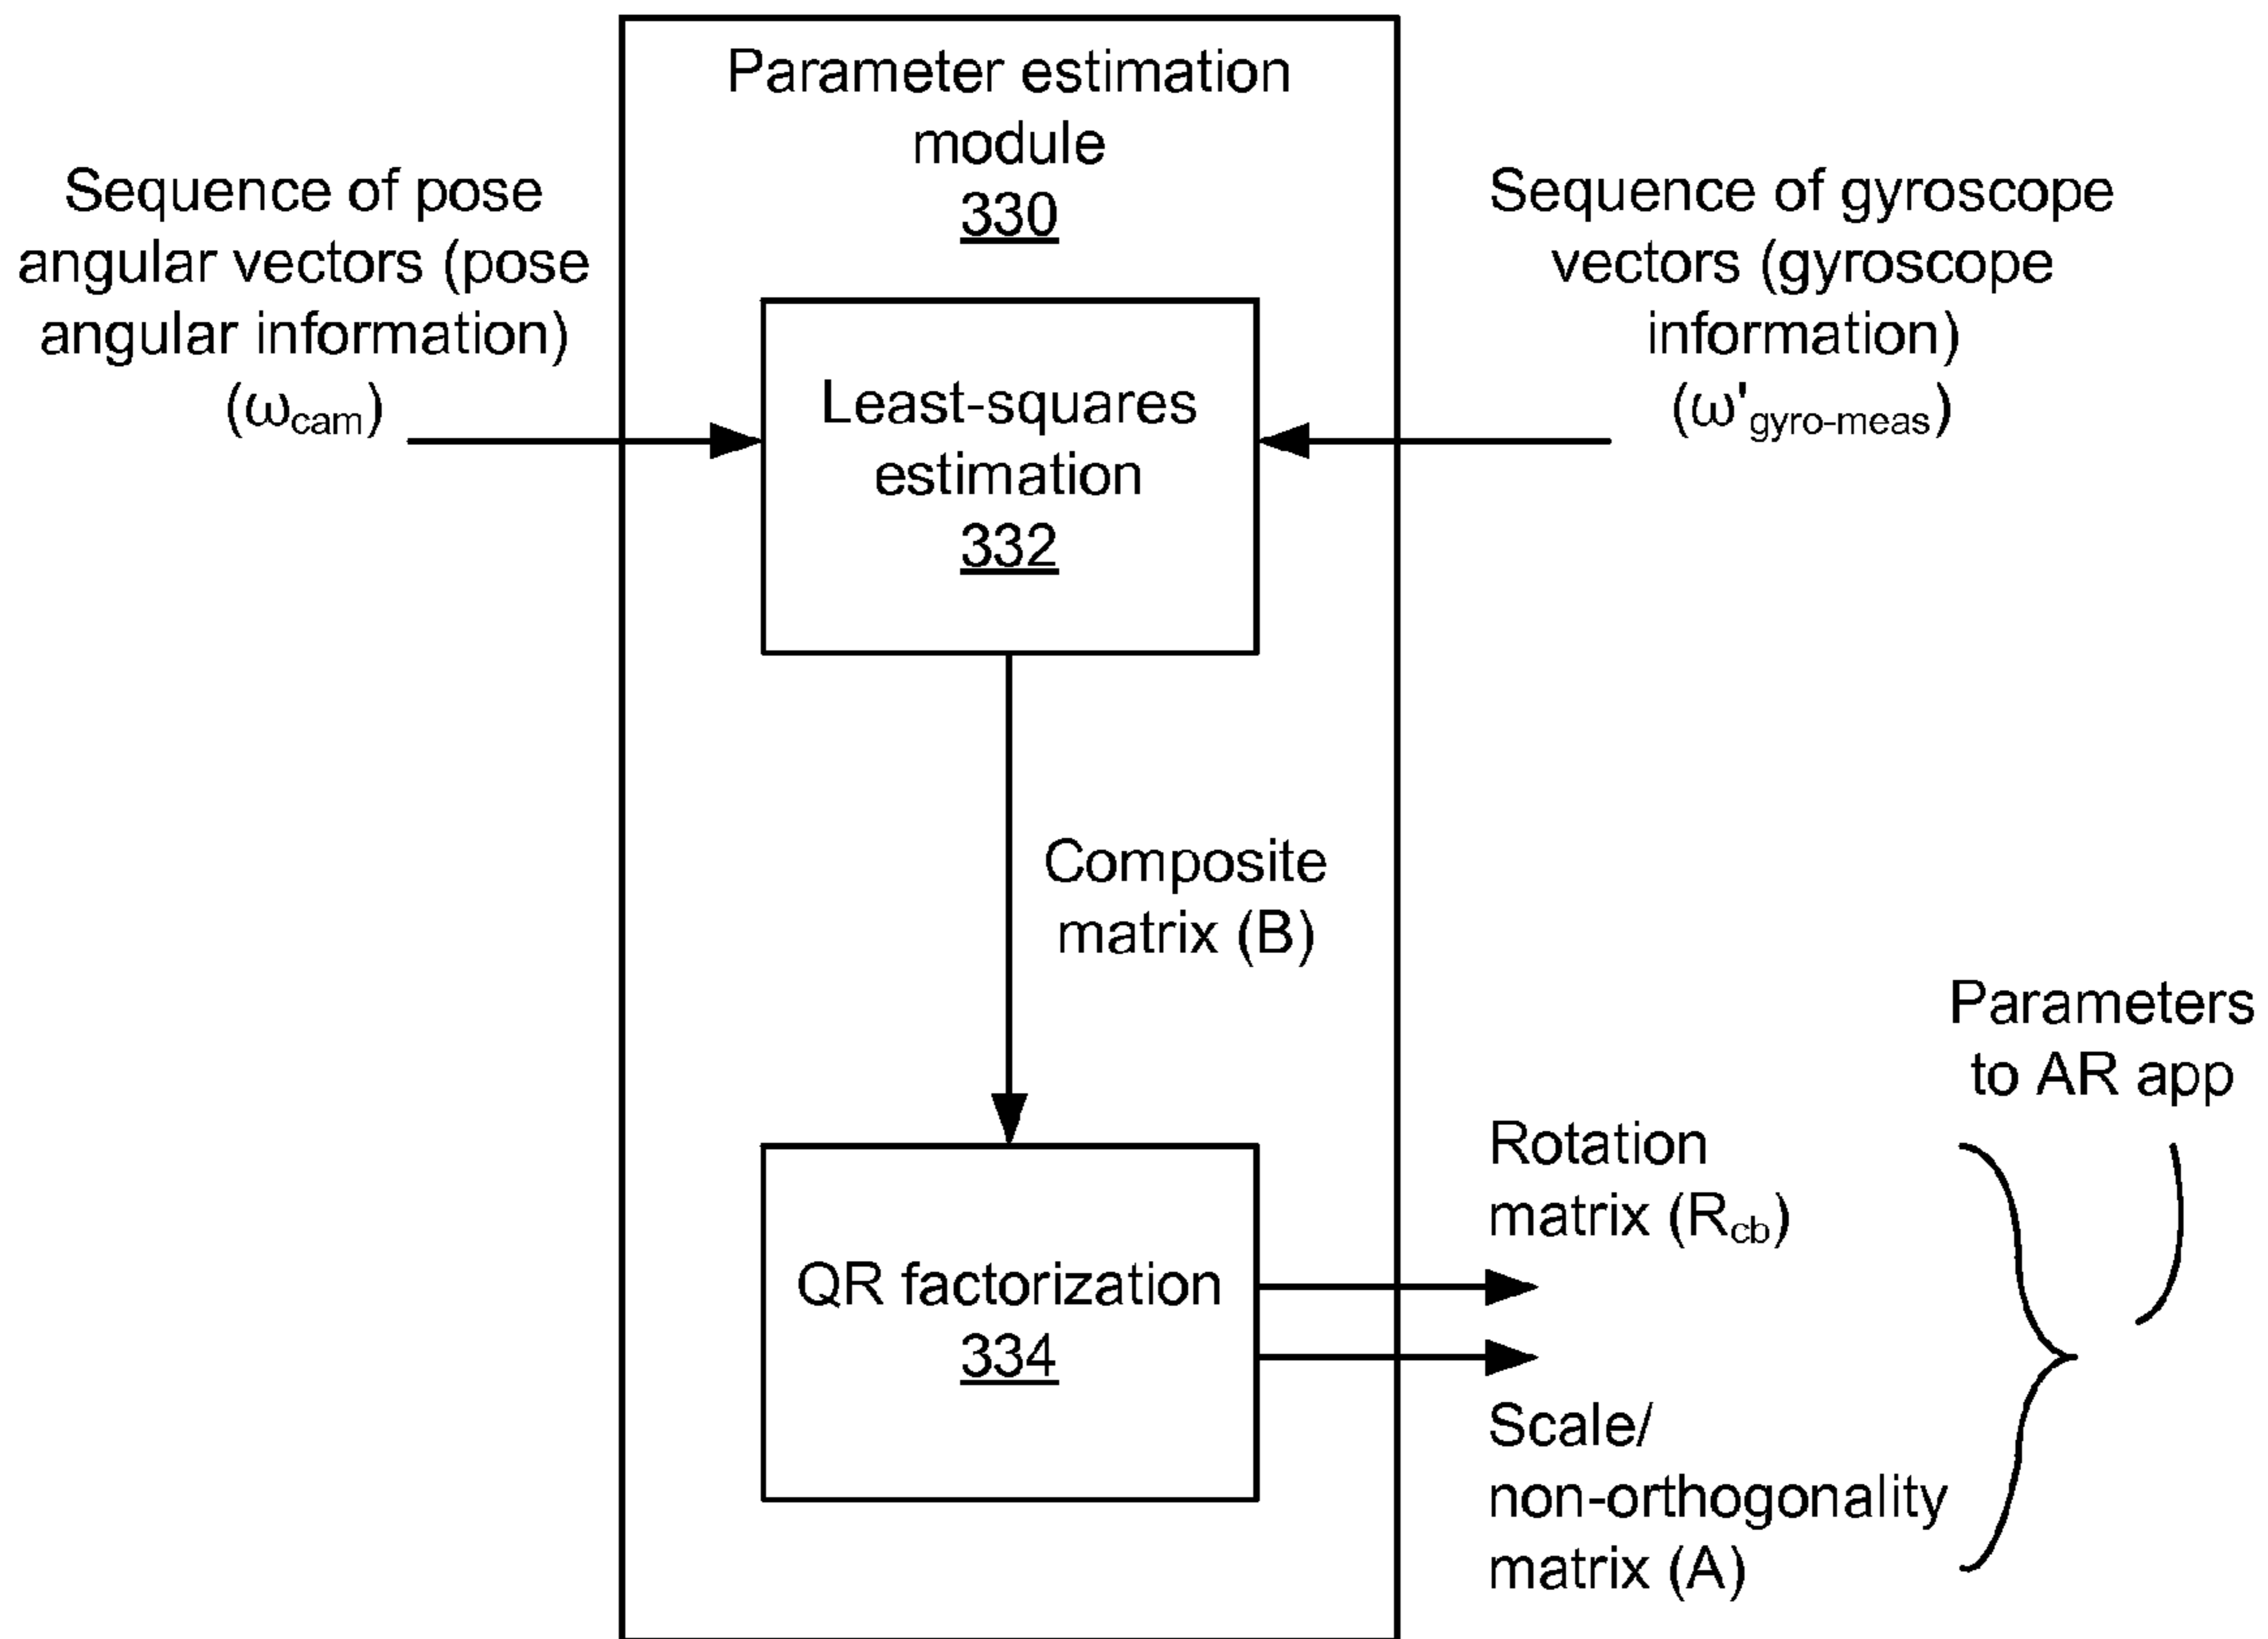 Parameter estimation
module
330
Sequence of pose
angular vectors (pose
angular information)
(ωcam)
Sequence of gyroscope
vectors (gyroscope
information)
(ω'gyro-meas)
Least-squares
estimation
332
Composite
matrix (B)
QR factorization
334
Rotation
matrix (Rcb)
Scale/
non-orthogonality
matrix (A)
Parameters
to AR app